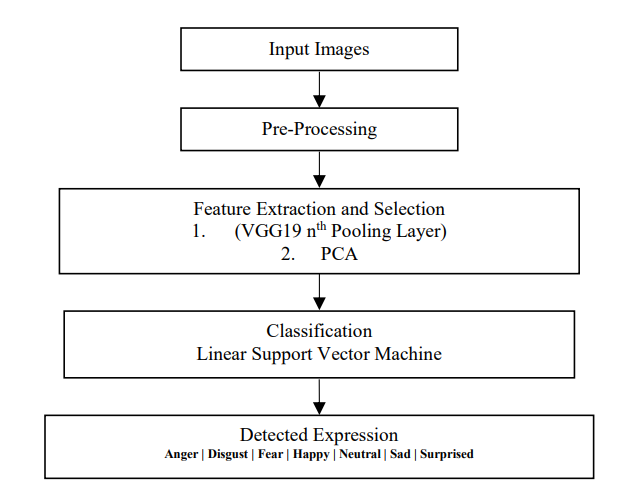 Input Images
Pre-Processing
Feature Extraction and Selection
1. (VGG19 nth Pooling Layer)
2. PCA
Classification
Linear Support Vector Machine
Detected Expression
Anger | Disgust | Fear | Happy | Neutral | Sad | Surprised